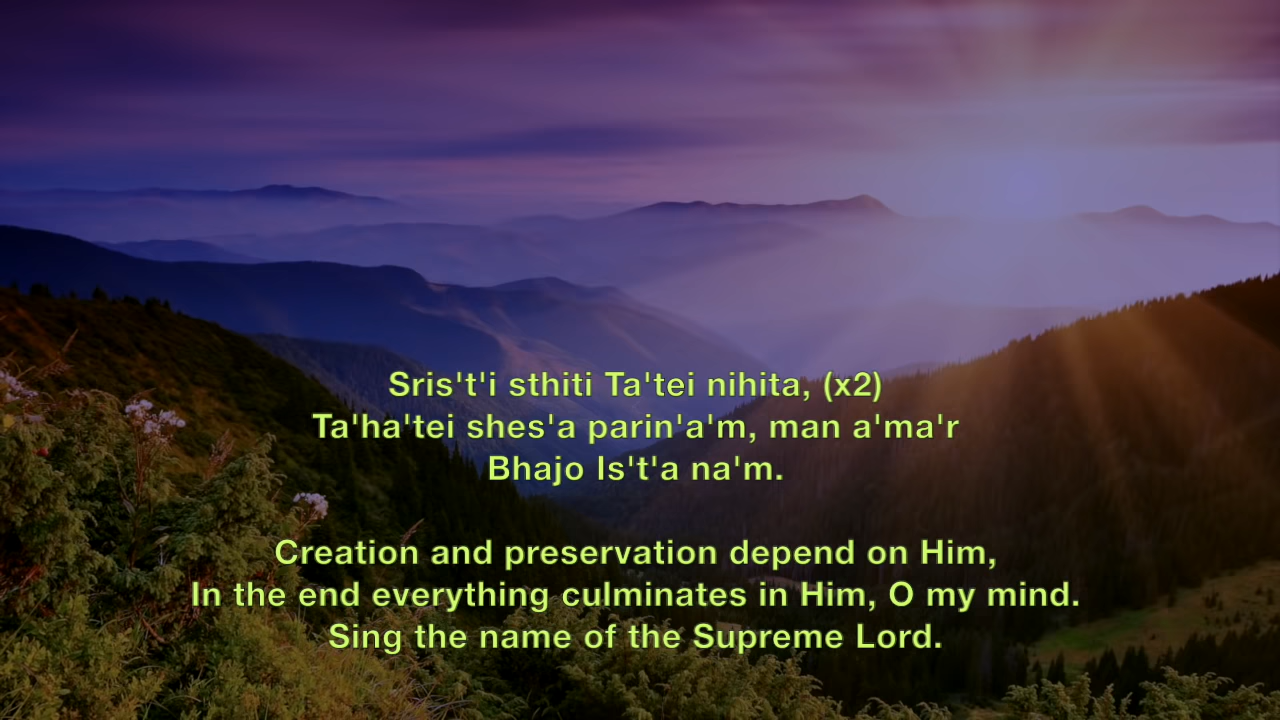 Sris't'i sthiti Ta'tei nihita, (x2)
Ta'ha'tei shes'a parin'a'm, man a'ma'r
Bhajo Is't'a na'm.
Creation and preservation depend on Him,
In the end everything culminates in Him, O my mind.
Sing the name of the Supreme Lord.